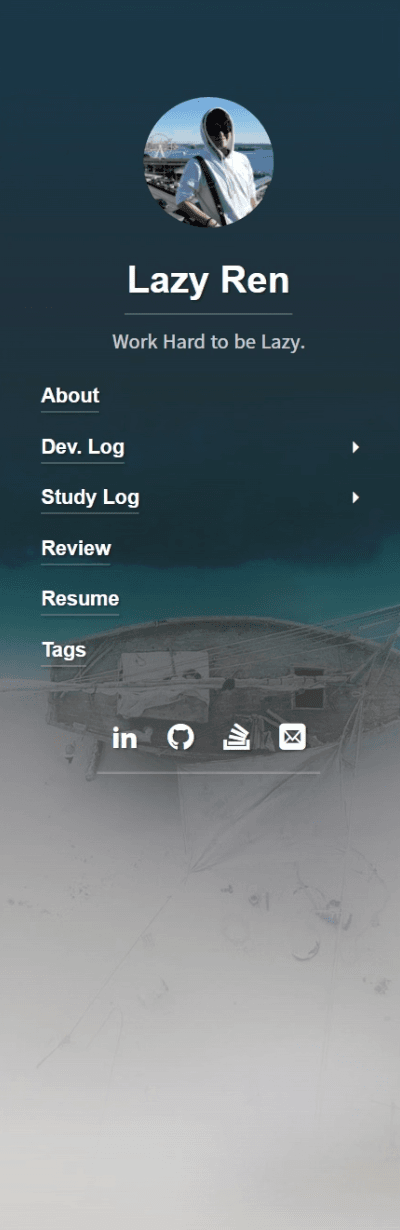 Lazy Ren
Work Hard to be Lazy.
About
Dev. Log
Study Log
Review
Resume
Tags
in